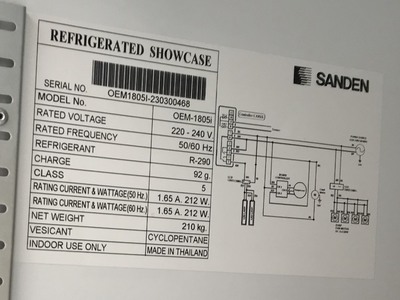 REFRIGERATED SHOWCASE
SERIAL NO.
OEM1805I-230300468
MODEL No. OEM-1805i
RATED VOLTAGE 220 - 240 V.
RATED FREQUENCY 50/60 Hz
REFRIGERANT R-290
CHARGE 92 g.
CLASS 5
RATING CURRENT & WATTAGE(50 Hz.) 1.65 A. 212 W.
RATING CURRENT & WATTAGE(60 Hz.) 1.65 A. 212 W.
NET WEIGHT 210 kg.
VESICANT CYCLOPENTANE
INDOOR USE ONLY MADE IN THAILAND
SANDEN